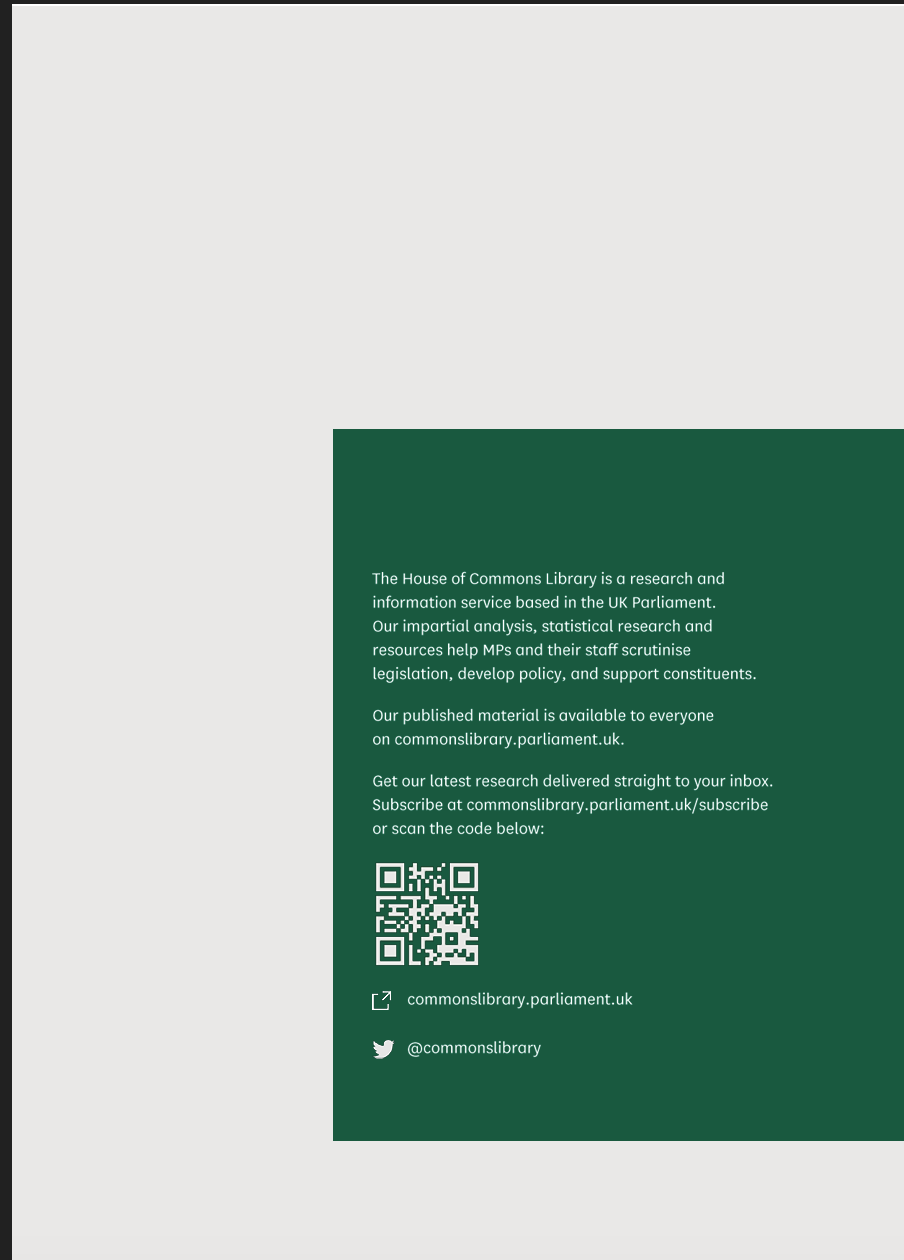 The House of Commons Library is a research and
information service based in the UK Parliament.
Our impartial analysis, statistical research and
resources help MPs and their staff scrutinise
legislation, develop policy, and support constituents.
Our published material is available to everyone
on commonslibrary.parliament.uk.
Get our latest research delivered straight to your inbox.
Subscribe at commonslibrary.parliament.uk/subscribe
or scan the code below:
commonslibrary.parliament.uk
@commonslibrary